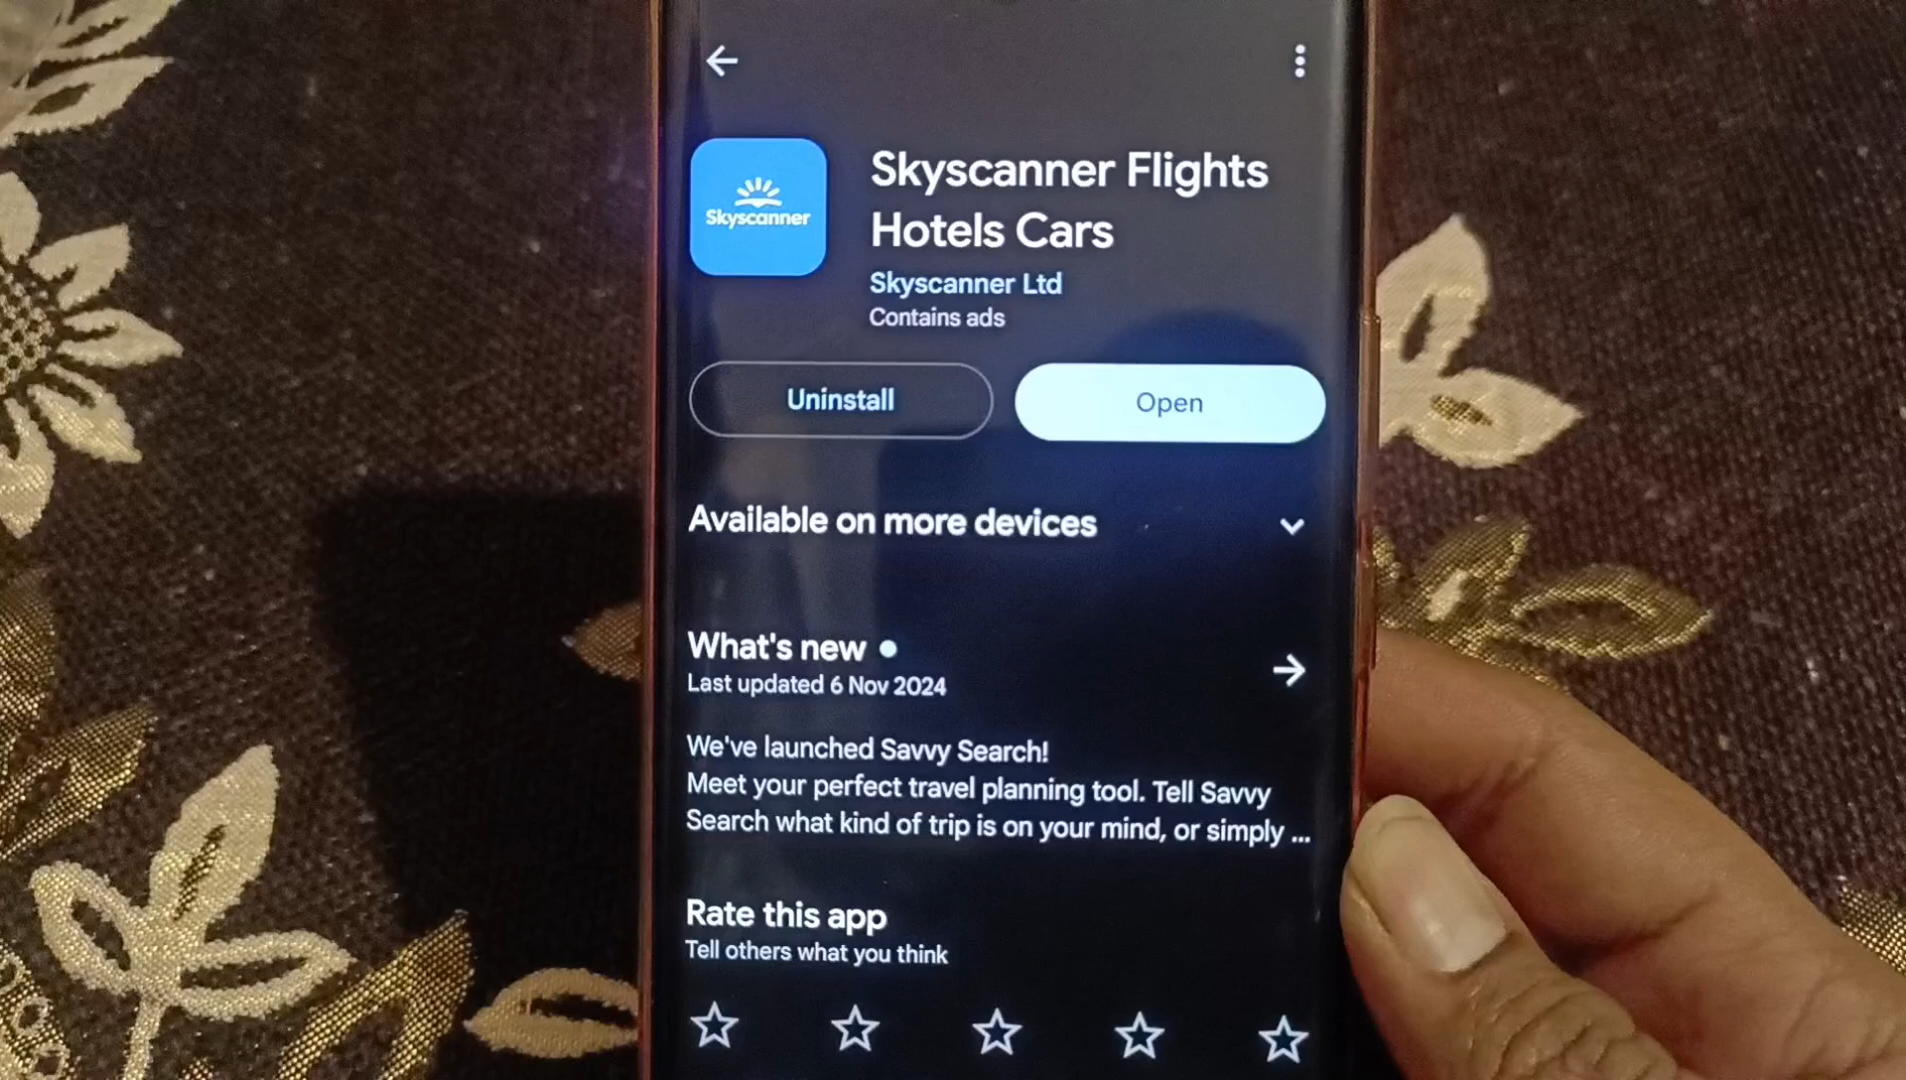 Skyscanner Flights
Hotels Cars
Skyscanner
Skyscanner Ltd
Contains ads
Uninstall
Open
Available on more devices
What's new
Last updated 6 Nov 2024
We've launched Savvy Search!
Meet your perfect travel planning tool. Tell Savvy
Search what kind of trip is on your mind, or simply ...
Rate this app
Tell others what you think